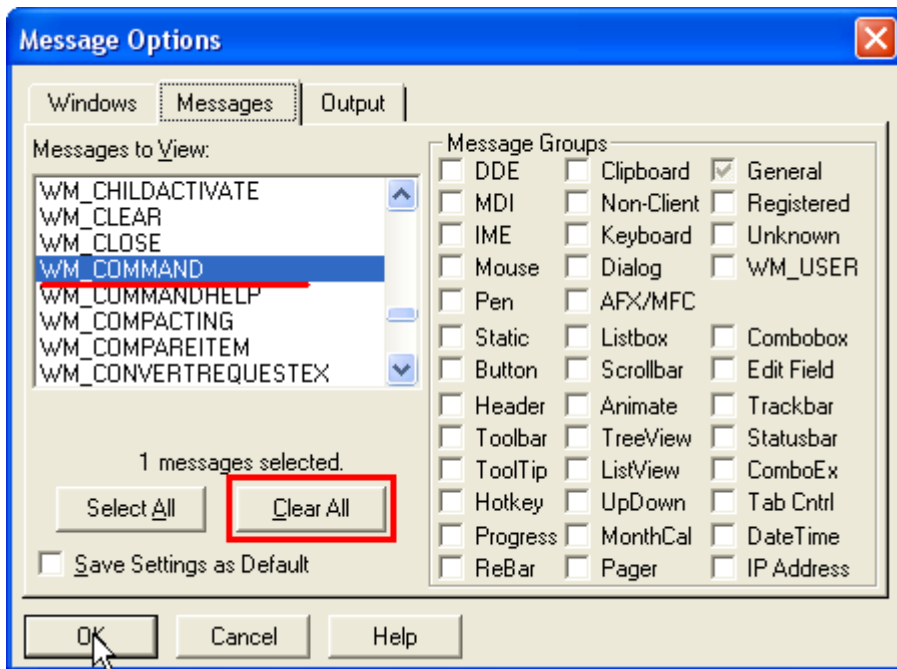 Message Options
Windows Messages Output
Messages to View:
WM_CHILDACTIVATE
WM_CLEAR
WM_CLOSE
WM_COMMAND
WM_COMMANDHELP
WM_COMPACTING
WM_COMPAREITEM
WM_CONVERTREQUESTEX
1 messages selected.
Select All Clear All
Save Settings as Default
Message Groups
DDE Clipboard General
MDI Non-Client Registered
IME Keyboard Unknown
Mouse Dialog WM_USER
Pen AFX/MFC
Static Listbox Combobox
Button Scrollbar Edit Field
Header Animate Trackbar
Toolbar TreeView Statusbar
ToolTip ListView ComboEx
Hotkey UpDown Tab Cntrl
Progress MonthCal DateTime
ReBar Pager IP Address
OK Cancel Help